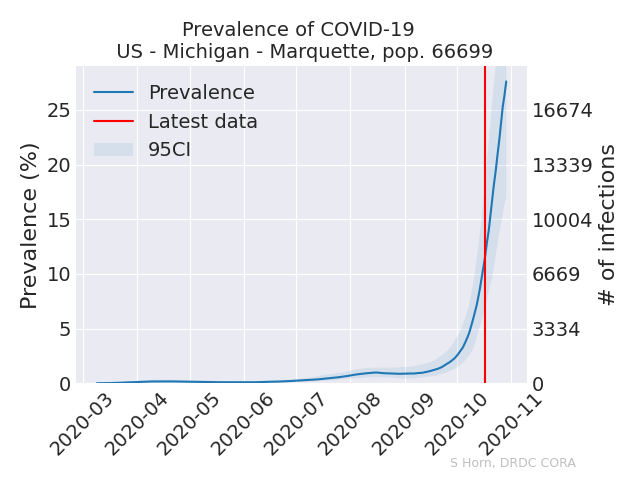 Prevalence of COVID-19
US - Michigan - Marquette, pop. 66699
Prevalence
Latest data
95CI
Prevalence (%)
25
20
15
10
5
0
16674
13339
10004
6669
3334
0
# of infections
2020-03
2020-04
2020-05
2020-06
2020-07
2020-08
2020-09
2020-10
2020-11
S Horn, DRDC CORA